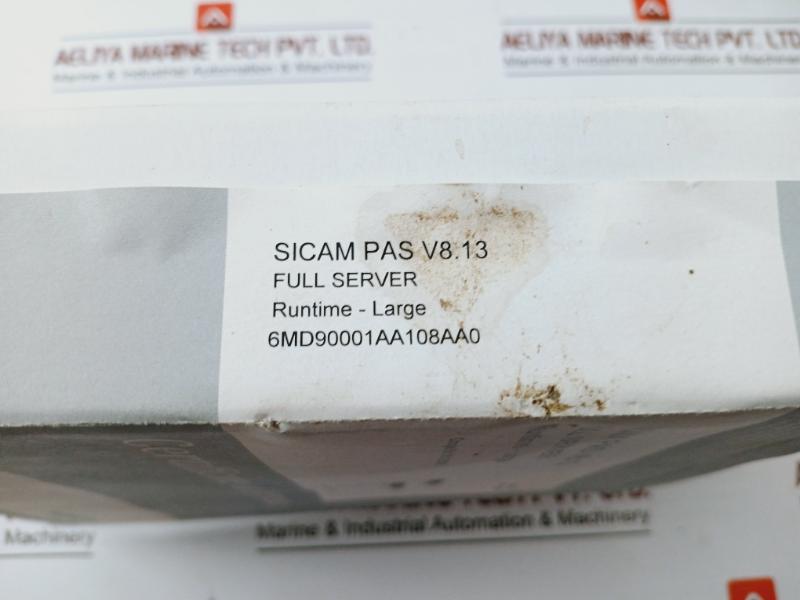 AELIYA MARINE TECH PVT. LTD.
Marine & Industrial Automation & Machinery
AELIYA MARINE TECH PVT. LTD.
Marine & Industrial Automation & Machinery
SICAM PAS V8.13
FULL SERVER
Runtime - Large
6MD90001AA108AA0
Marine & Industrial Automation & Machinery
Machinery